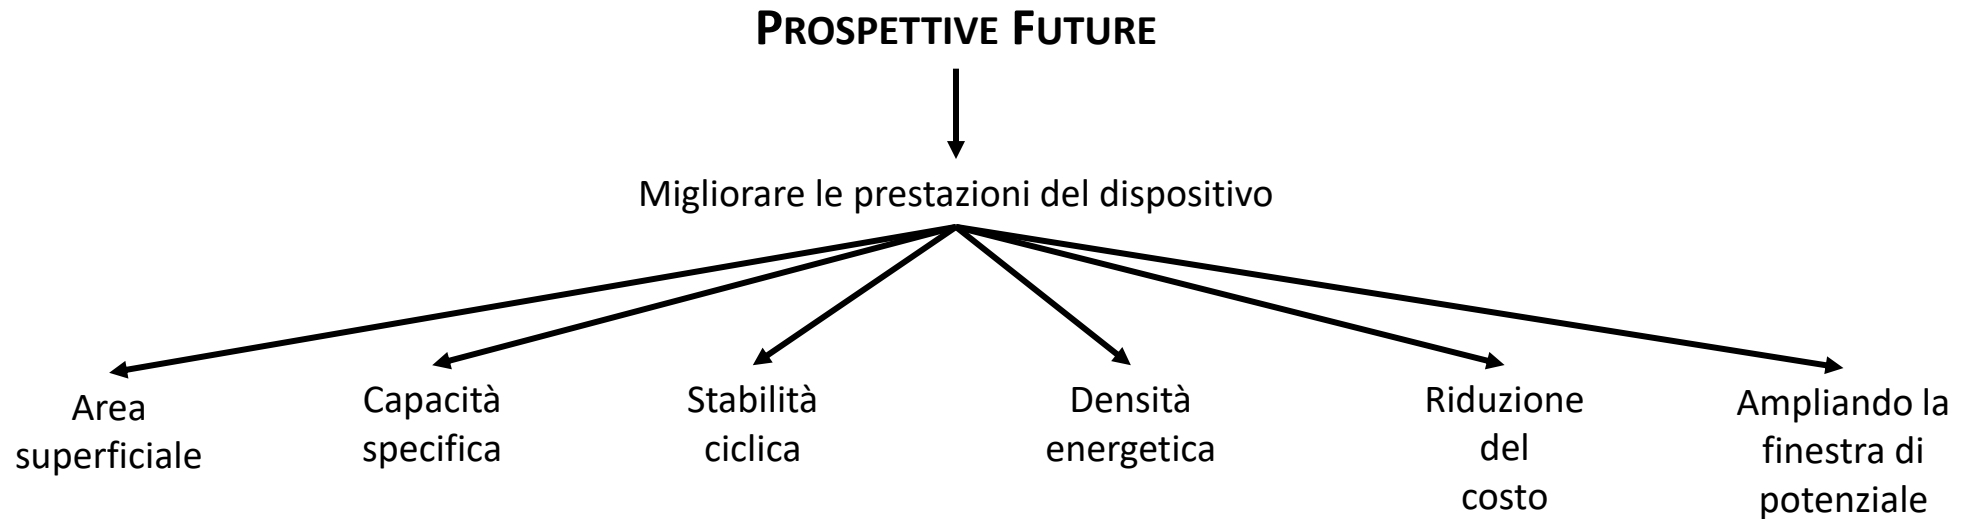 PROSPETTIVE FUTURE
Migliorare le prestazioni del dispositivo
Area
superficiale
Capacità
specifica
Stabilità
ciclica
Densità
energetica
Riduzione
del
costo
Ampliando la
finestra di
potenziale